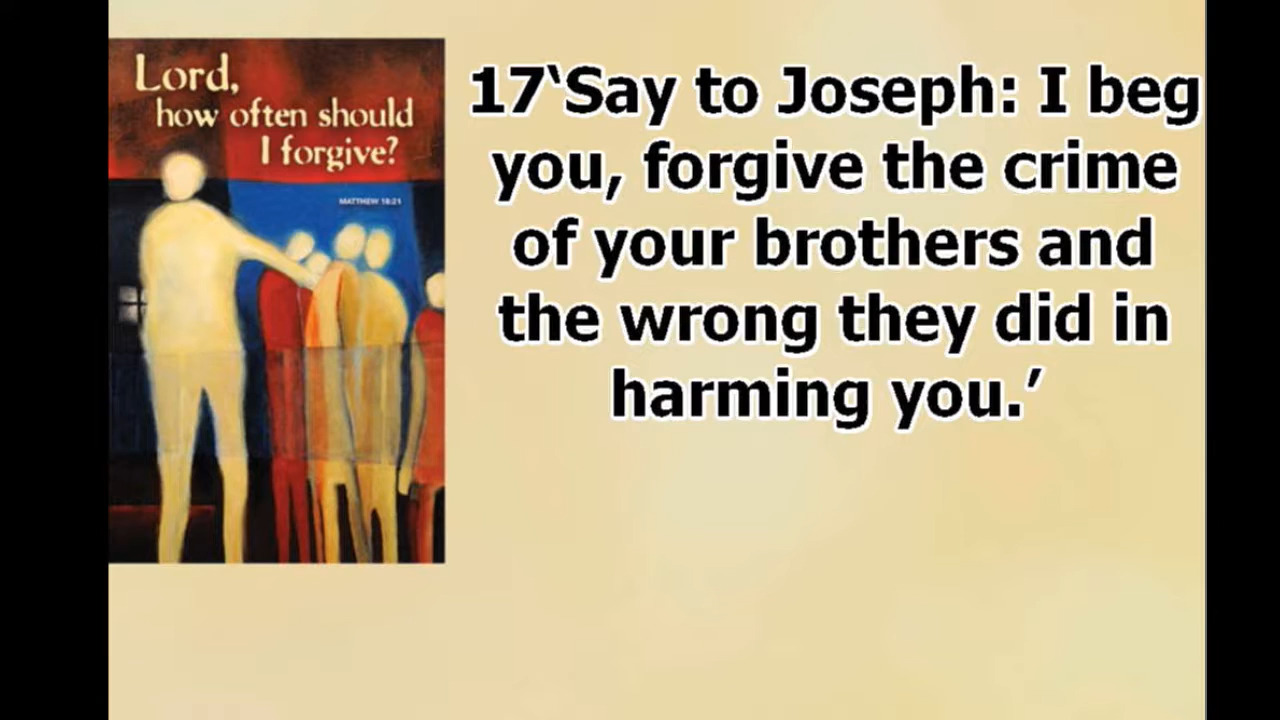 Lord,
how often should
I forgive?
MATTHEW 18:21
17‘Say to Joseph: I beg
you, forgive the crime
of your brothers and
the wrong they did in
harming you.’